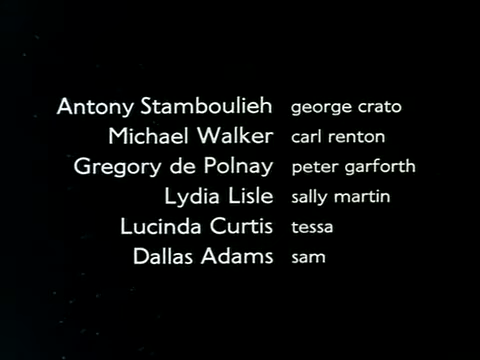 Antony Stamboulieh george crato
Michael Walker carl renton
Gregory de Polnay peter garforth
Lydia Lisle sally martin
Lucinda Curtis tessa
Dallas Adams sam